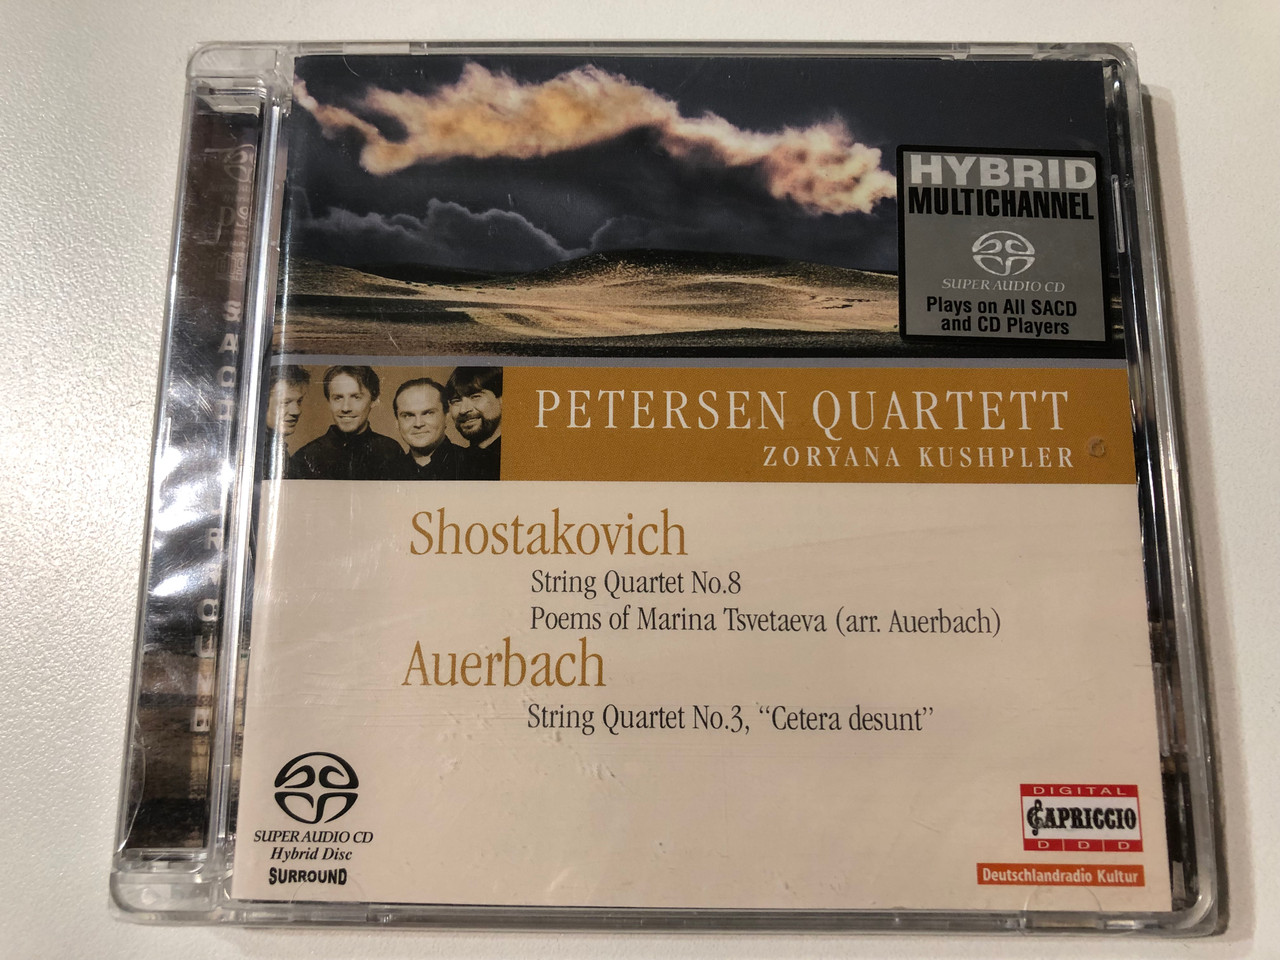 HYBRID
MULTICHANNEL
SUPER AUDIO CD
Plays on All SACD
and CD Players
PETERSEN QUARTETT
ZORYANA KUSHPLER
Shostakovich
String Quartet No.8
Poems of Marina Tsvetaeva (arr. Auerbach)
Auerbach
String Quartet No.3, “Cetera desunt”
SUPER AUDIO CD
Hybrid Disc
SURROUND
DIGITAL
CAPRICCIO
D D D
Deutschlandradio Kultur